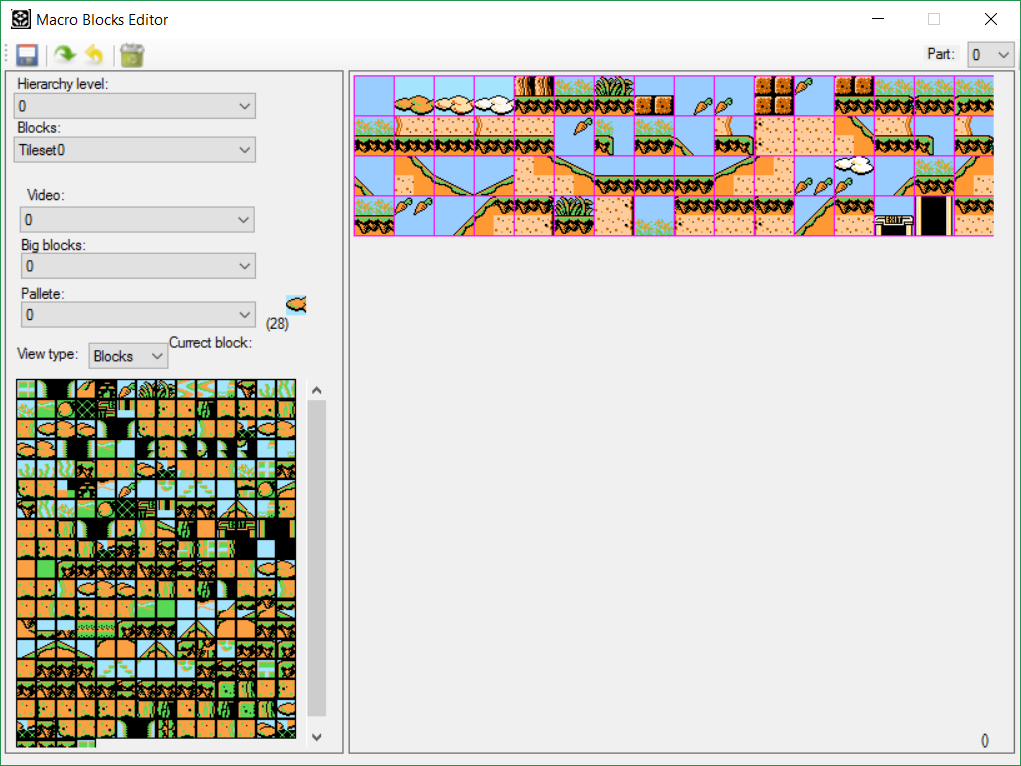 Macro Blocks Editor
Part: 0
Hierarchy level:
0
Blocks:
Tileset0
Video:
0
Big blocks:
0
Pallete:
0
(28)
View type: Blocks
Currect block:
EXIT
EXIT
0